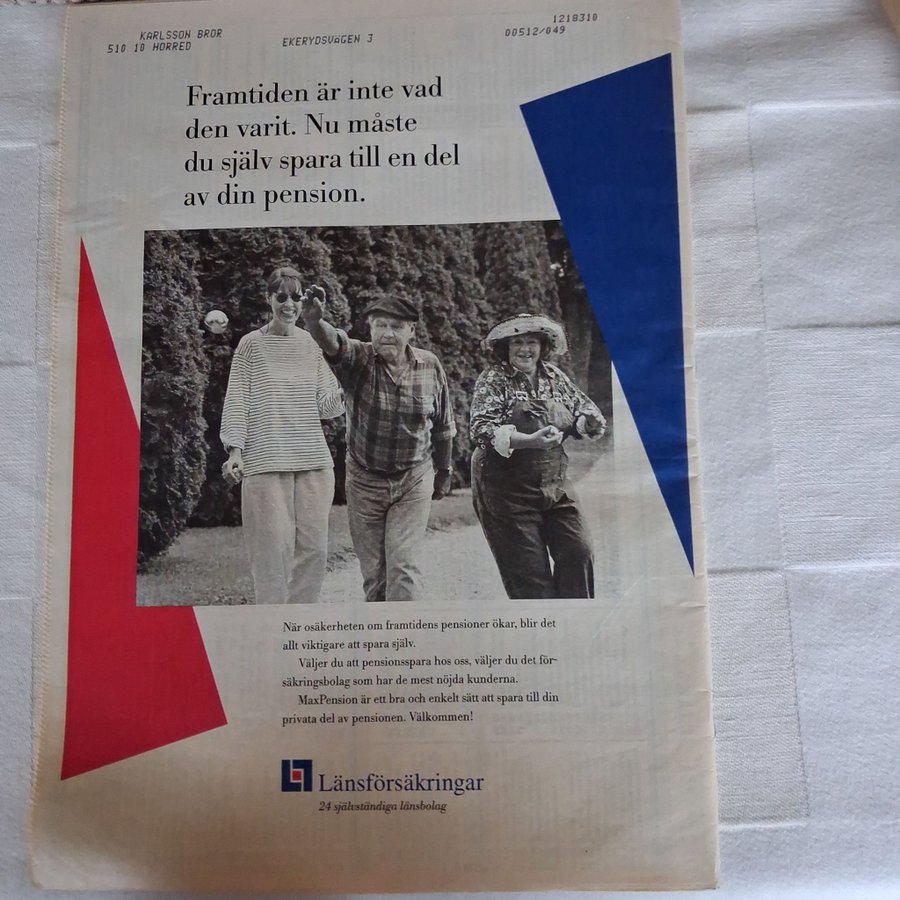 KARLSSON BROR
510 10 HORRED
EKERYDSVäGEN 3
1218310
00512/049
Framtiden är inte vad
den varit. Nu måste
du själv spara till en del
av din pension.
När osäkerheten om framtidens pensioner ökar, blir det
allt viktigare att spara själv.
Väljer du att pensionsspara hos oss, väljer du det för-
säkringsbolag som har de mest nöjda kunderna.
MaxPension är ett bra och enkelt sätt att spara till din
privata del av pensionen. Välkommen!
Länsförsäkringar
24 självständiga länsbolag